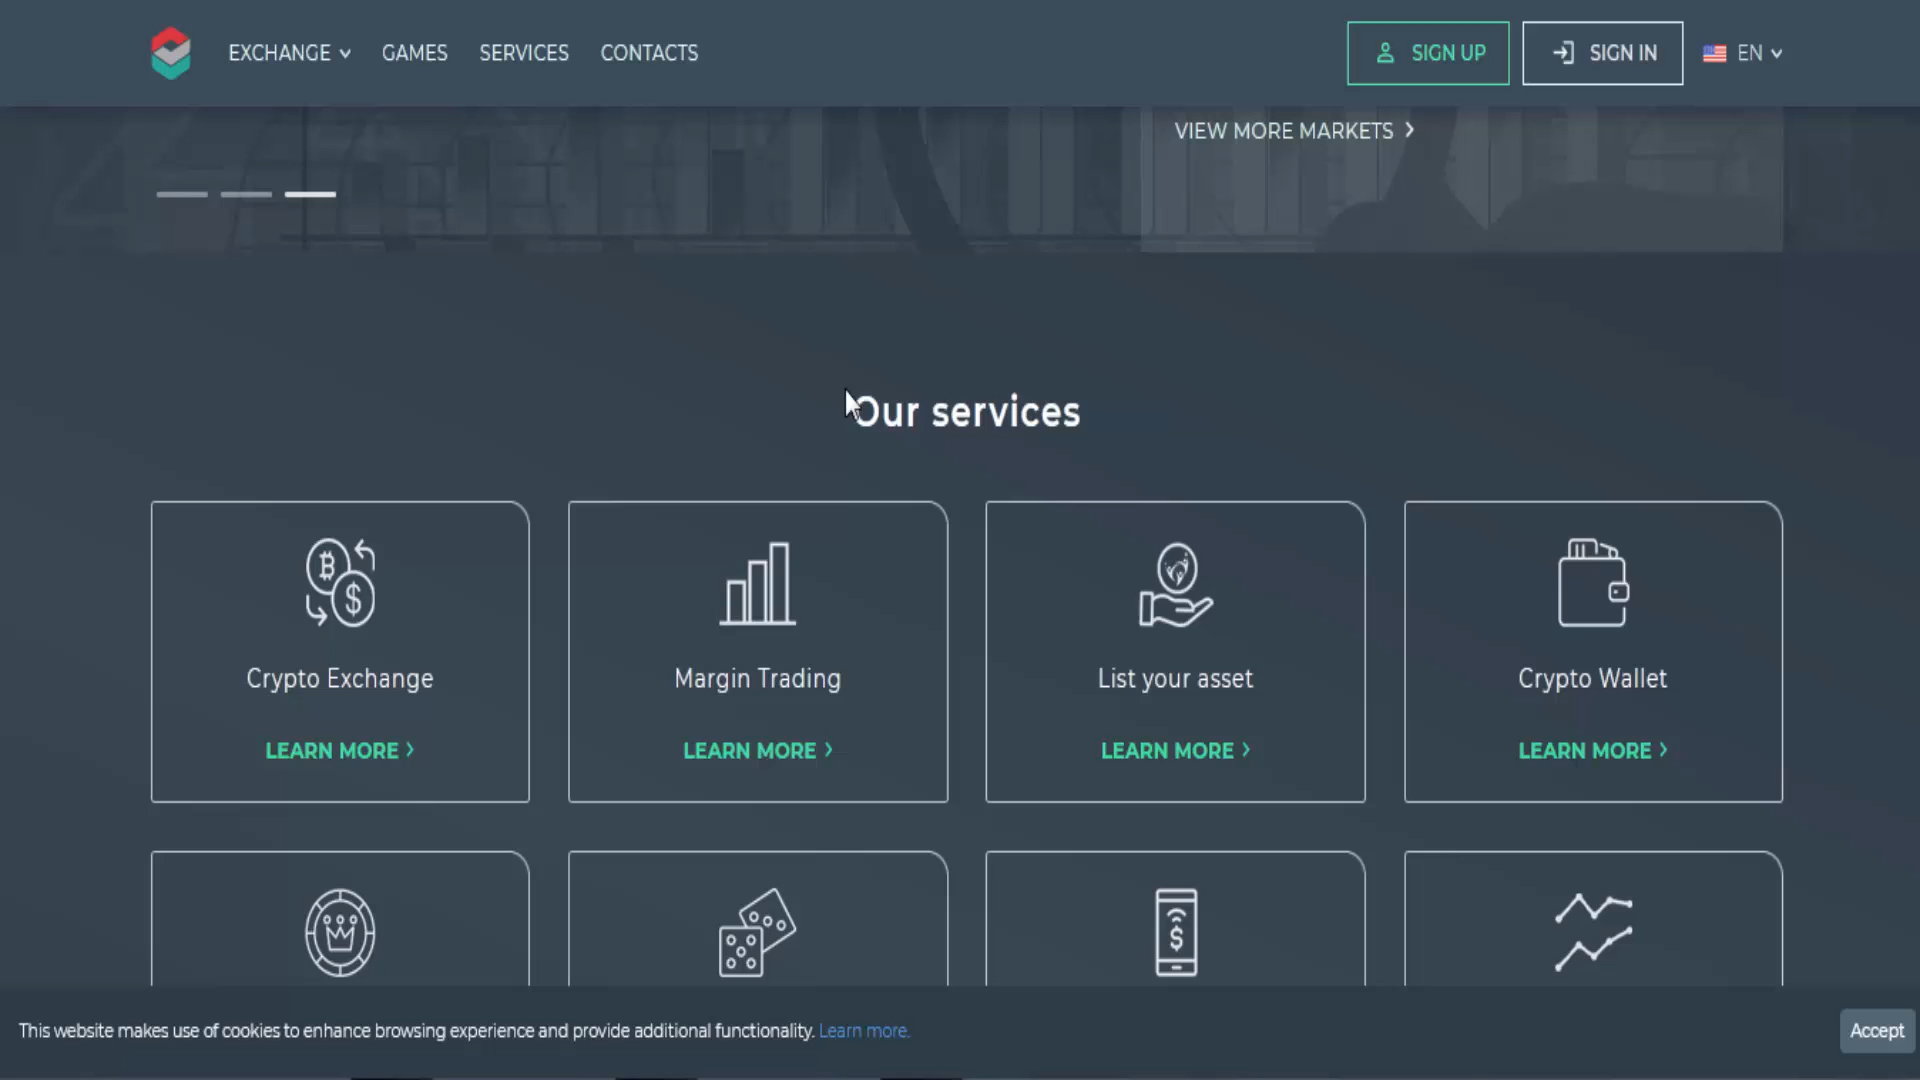 EXCHANGE GAMES SERVICES CONTACTS SIGN UP SIGN IN EN
VIEW MORE MARKETS
Our services
Crypto Exchange Margin Trading List your asset Crypto Wallet
LEARN MORE LEARN MORE LEARN MORE LEARN MORE
This website makes use of cookies to enhance browsing experience and provide additional functionality. Learn more. Accept